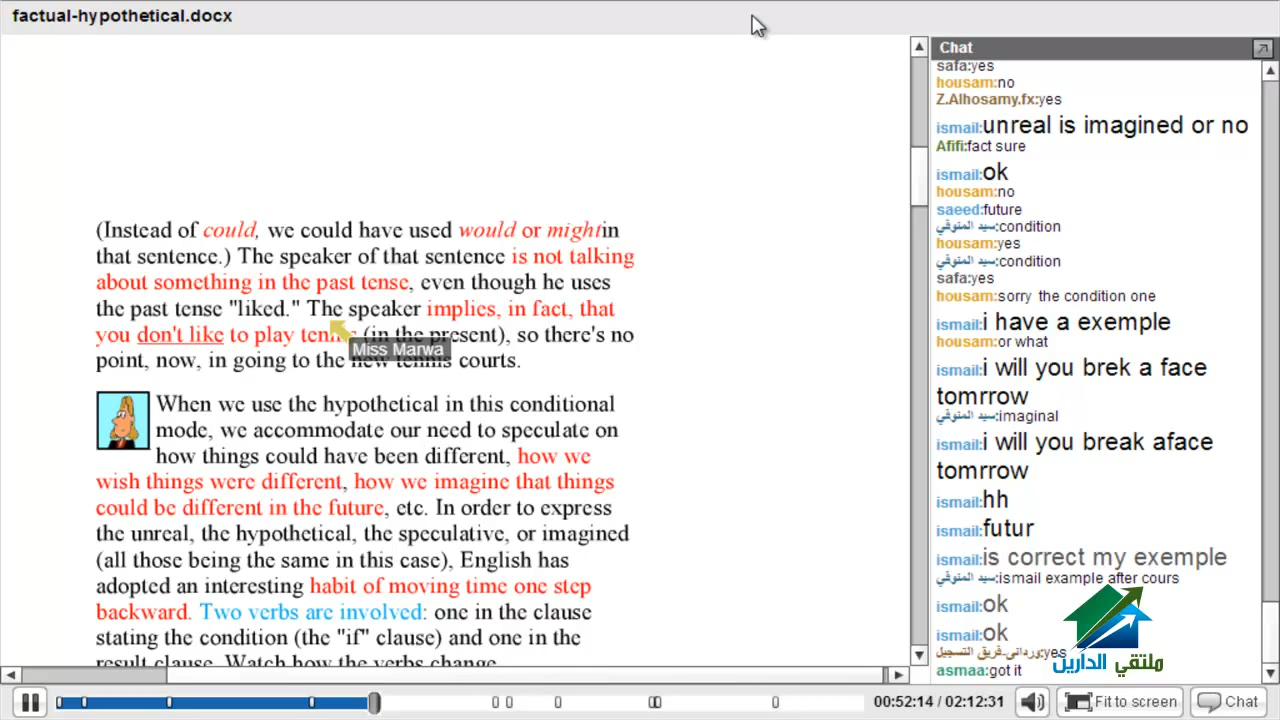 factual-hypothetical.docx
(Instead of could, we could have used would or mightin
that sentence.) The speaker of that sentence is not talking
about something in the past tense, even though he uses
the past tense "liked." The speaker implies, in fact, that
you don't like to play tennis (in the present), so there's no
Miss Marwa
point, now, in going to the new tennis courts.
When we use the hypothetical in this conditional
mode, we accommodate our need to speculate on
how things could have been different, how we
wish things were different, how we imagine that things
could be different in the future, etc. In order to express
the unreal, the hypothetical, the speculative, or imagined
(all those being the same in this case), English has
adopted an interesting habit of moving time one step
backward. Two verbs are involved: one in the clause
stating the condition (the "if" clause) and one in the
result clause. Watch how the verbs change
Chat
safa:yes
housam:no
Z.Alhosamy.fx:yes
ismail:unreal is imagined or no
Afifi:fact sure
ismail:ok
housam:no
saeed:future
سيد المنوفي:condition
housam:yes
سيد المنوفي:condition
safa:yes
housam:sorry the condition one
ismail:i have a exemple
housam:or what
ismail:i will you brek a face
tomrrow
سيد المنوفي:imaginal
ismail:i will you break aface
tomrrow
ismail:hh
ismail:futur
ismail:is correct my exemple
سيد المنوفي:ismail example after cours
ismail:ok
ismail:ok
ورداني-فريق التسجيل:yes
asmaa:got it
ملتقي الدارين
00:52:14 / 02:12:31
Fit to screen
Chat